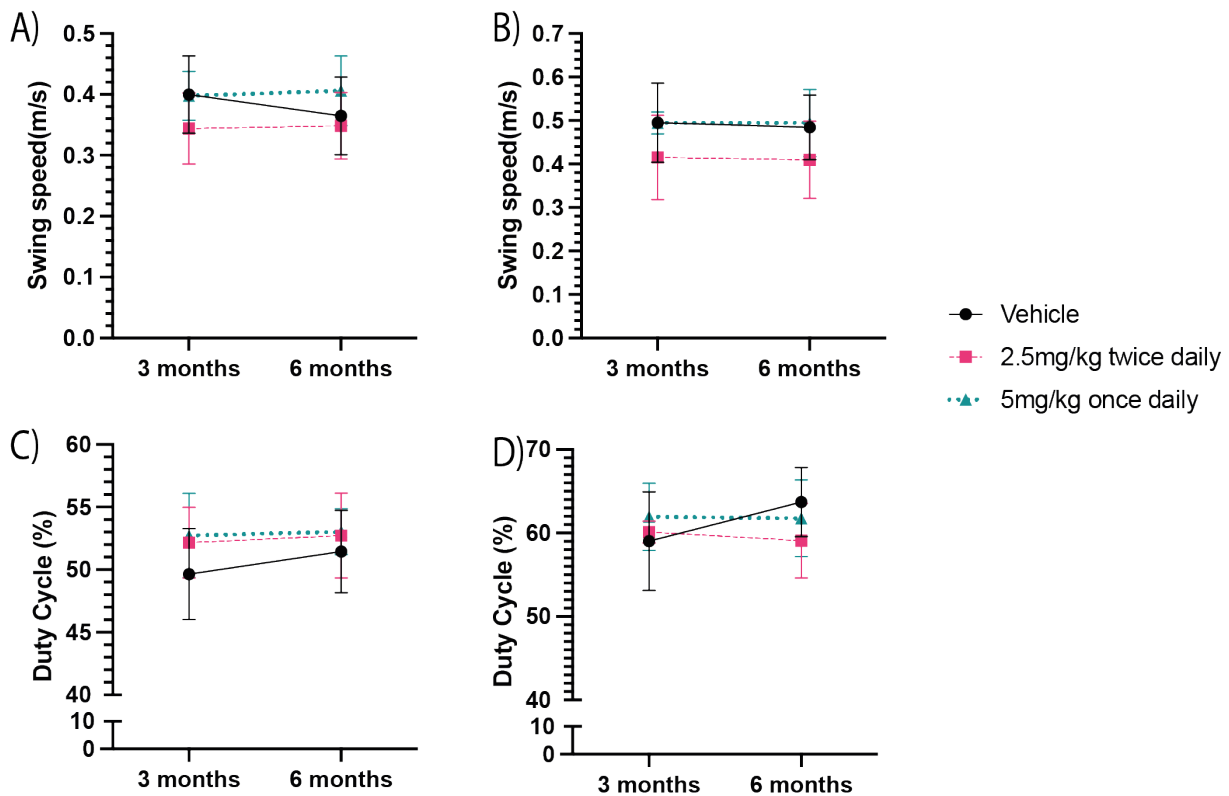 A)
Swing speed(m/s)
0.5
0.4
0.3
0.2
0.1
0.0
3 months 6 months
B)
Swing speed(m/s)
0.7
0.6
0.5
0.4
0.3
0.2
0.1
0.0
3 months 6 months
Vehicle
2.5mg/kg twice daily
5mg/kg once daily
C)
Duty Cycle (%)
60
55
50
45
40
10
0
3 months 6 months
D)
Duty Cycle (%)
70
60
50
40
10
0
3 months 6 months